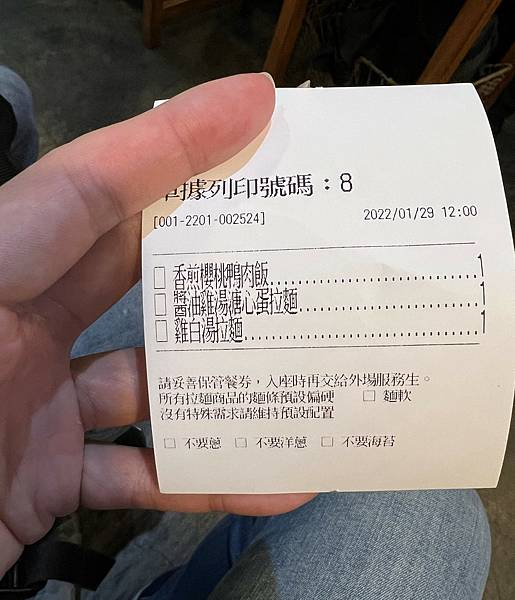 據列印號碼：8
[001-2201-002524] 2022/01/29 12:00
□ 香煎櫻桃鴨肉飯..............................1
□ 醬油雞湯溏心蛋拉麵..........................1
□ 雞白湯拉麵..................................1
請妥善保管餐券，入座時再交給外場服務生。
所有拉麵商品的麵條預設偏硬 □ 麵軟
沒有特殊需求請維持預設配置
□ 不要蔥 □ 不要洋蔥 □ 不要海苔